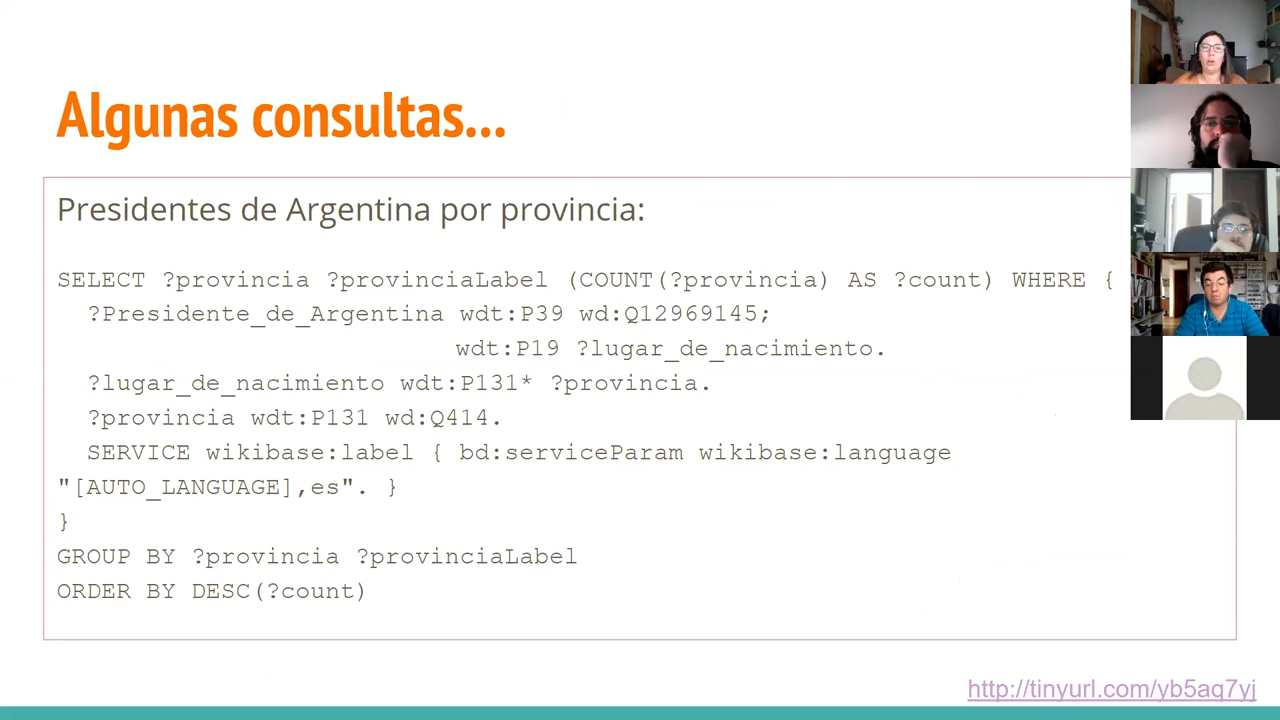 Algunas consultas...
Presidentes de Argentina por provincia:
SELECT ?provincia ?provinciaLabel (COUNT(?provincia) AS ?count) WHERE {
?Presidente_de_Argentina wdt:P39 wd:Q12969145;
wdt:P19 ?lugar_de_nacimiento.
?lugar_de_nacimiento wdt:P131* ?provincia.
?provincia wdt:P131 wd:Q414.
SERVICE wikibase:label { bd:serviceParam wikibase:language
"[AUTO_LANGUAGE],es". }
}
GROUP BY ?provincia ?provinciaLabel
ORDER BY DESC(?count)
http://tinyurl.com/yb5aq7yj